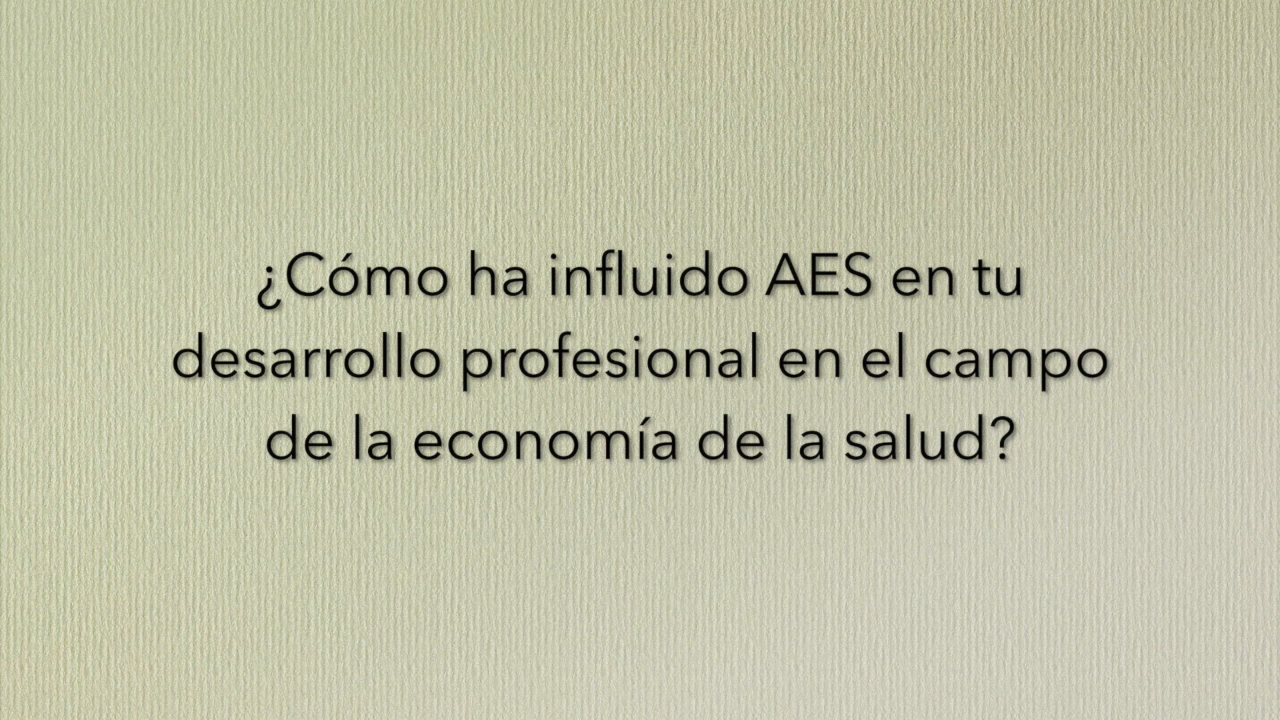 ¿Cómo ha influido AES en tu
desarrollo profesional en el campo
de la economía de la salud?